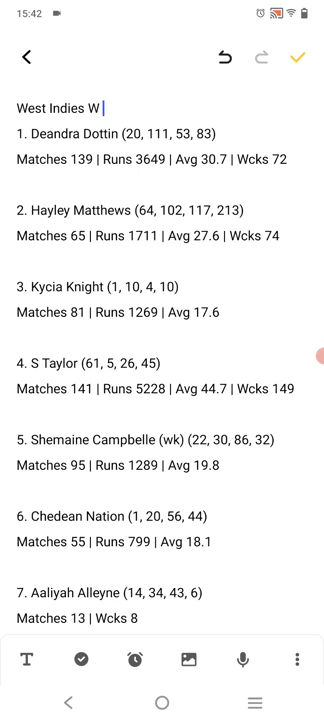 15:42
West Indies W
1. Deandra Dottin (20, 111, 53, 83)
Matches 139 | Runs 3649 | Avg 30.7 | Wcks 72
2. Hayley Matthews (64, 102, 117, 213)
Matches 65 | Runs 1711 | Avg 27.6 | Wcks 74
3. Kycia Knight (1, 10, 4, 10)
Matches 81 | Runs 1269 | Avg 17.6
4. S Taylor (61, 5, 26, 45)
Matches 141 | Runs 5228 | Avg 44.7 | Wcks 149
5. Shemaine Campbelle (wk) (22, 30, 86, 32)
Matches 95 | Runs 1289 | Avg 19.8
6. Chedean Nation (1, 20, 56, 44)
Matches 55 | Runs 799 | Avg 18.1
7. Aaliyah Alleyne (14, 34, 43, 6)
Matches 13 | Wcks 8
T